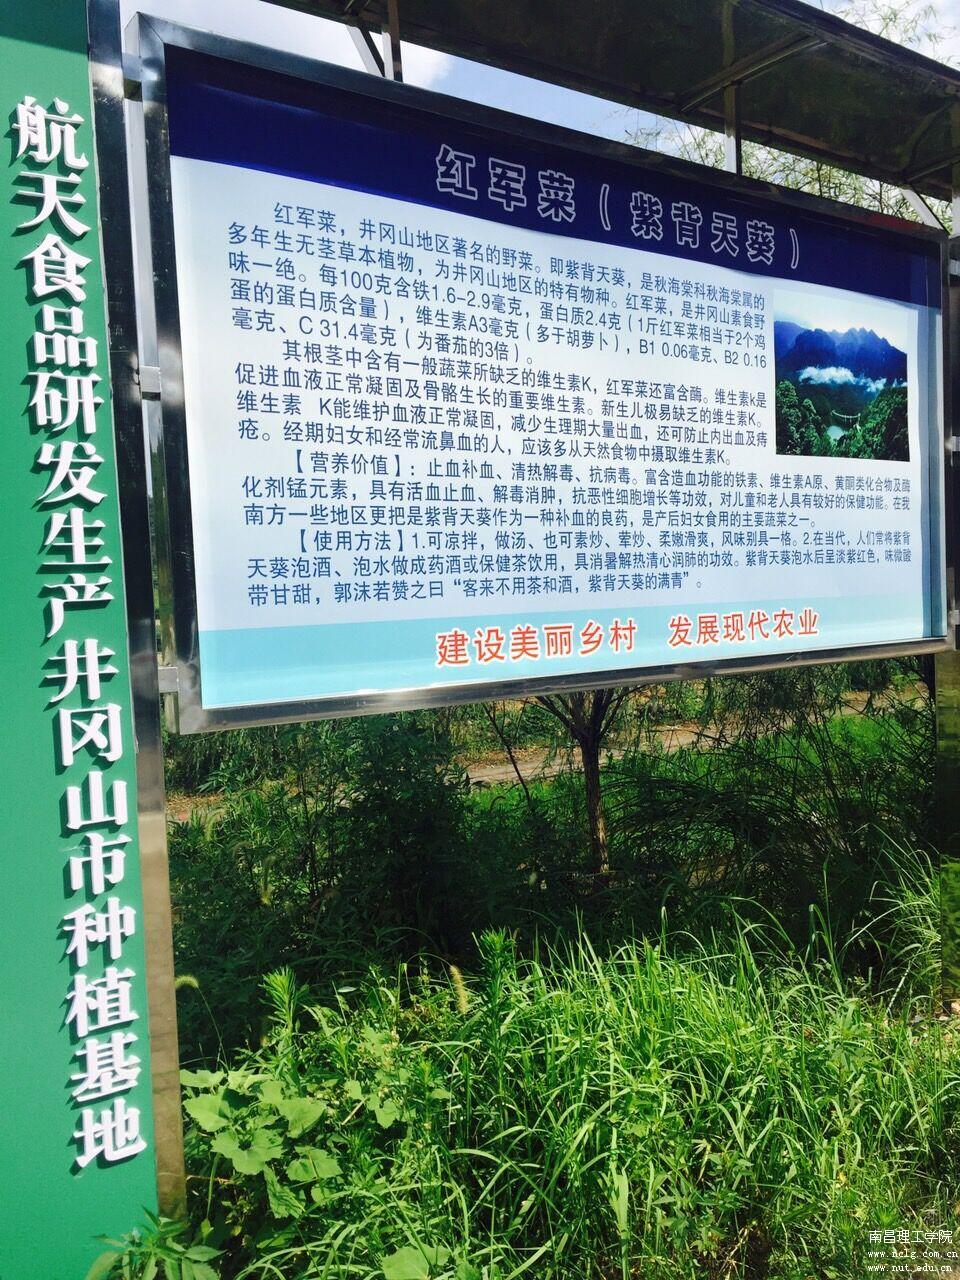 航天食品研发生产井冈山市种植基地
红军菜（紫背天葵）
红军菜，井冈山地区著名的野菜。即紫背天葵，是秋海棠科秋海棠属的
多年生无茎草本植物，为井冈山地区的特有物种。红军菜，是井冈山素食野
味一绝。每100克含铁1.6-2.9毫克，蛋白质2.4克（1斤红军菜相当于2个鸡
蛋的蛋白质含量），维生素A3毫克（多于胡萝卜），B1 0.06毫克、B2 0.16
毫克、C 31.4毫克（为番茄的3倍）。
其根茎中含有一般蔬菜所缺乏的维生素K，红军菜还富含酶。维生素k是
促进血液正常凝固及骨骼生长的重要维生素。新生儿极易缺乏的维生素K。
维生素 K能维护血液正常凝固，减少生理期大量出血，还可防止内出血及痔
疮。经期妇女和经常流鼻血的人，应该多从天然食物中摄取维生素K。
【营养价值】：止血补血、清热解毒、抗病毒。富含造血功能的铁素、维生素A原、黄酮类化合物及酶
化剂锰元素，具有活血止血、解毒消肿，抗恶性细胞增长等功效，对儿童和老人具有较好的保健功能。在我
南方一些地区更把是紫背天葵作为一种补血的良药，是产后妇女食用的主要蔬菜之一。
【使用方法】1.可凉拌，做汤、也可素炒、荤炒、柔嫩滑爽，风味别具一格。2.在当代，人们常将紫背
天葵泡酒、泡水做成药酒或保健茶饮用，具消暑解热清心润肺的功效。紫背天葵泡水后呈淡紫红色，味微酸
带甘甜，郭沫若赞之曰“客来不用茶和酒，紫背天葵的满青”。
建设美丽乡村 发展现代农业
南昌理工学院
www.nclg.com.cn
www.nut.edu.cn